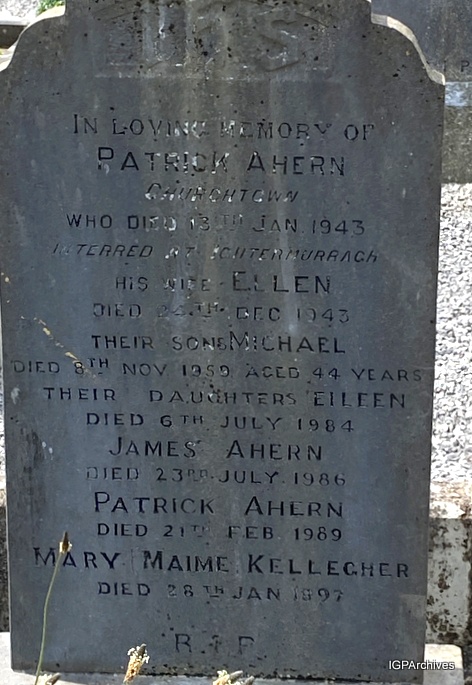 IHS
IN LOVING MEMORY OF
PATRICK AHERN
CHURCHTOWN
WHO DIED 13TH JAN. 1943
INTERRED AT ICHTERMURRAGH
HIS WIFE ELLEN
DIED 24TH DEC 1943
THEIR SONS MICHAEL
DIED 8TH NOV 1959 AGED 44 YEARS
THEIR DAUGHTERS EILEEN
DIED 6TH JULY 1984
JAMES AHERN
DIED 23RD JULY. 1986
PATRICK AHERN
DIED 21TH FEB. 1989
MARY MAIME KELLEGHER
DIED 28TH JAN 1997
R.I.P.
IGPArchives